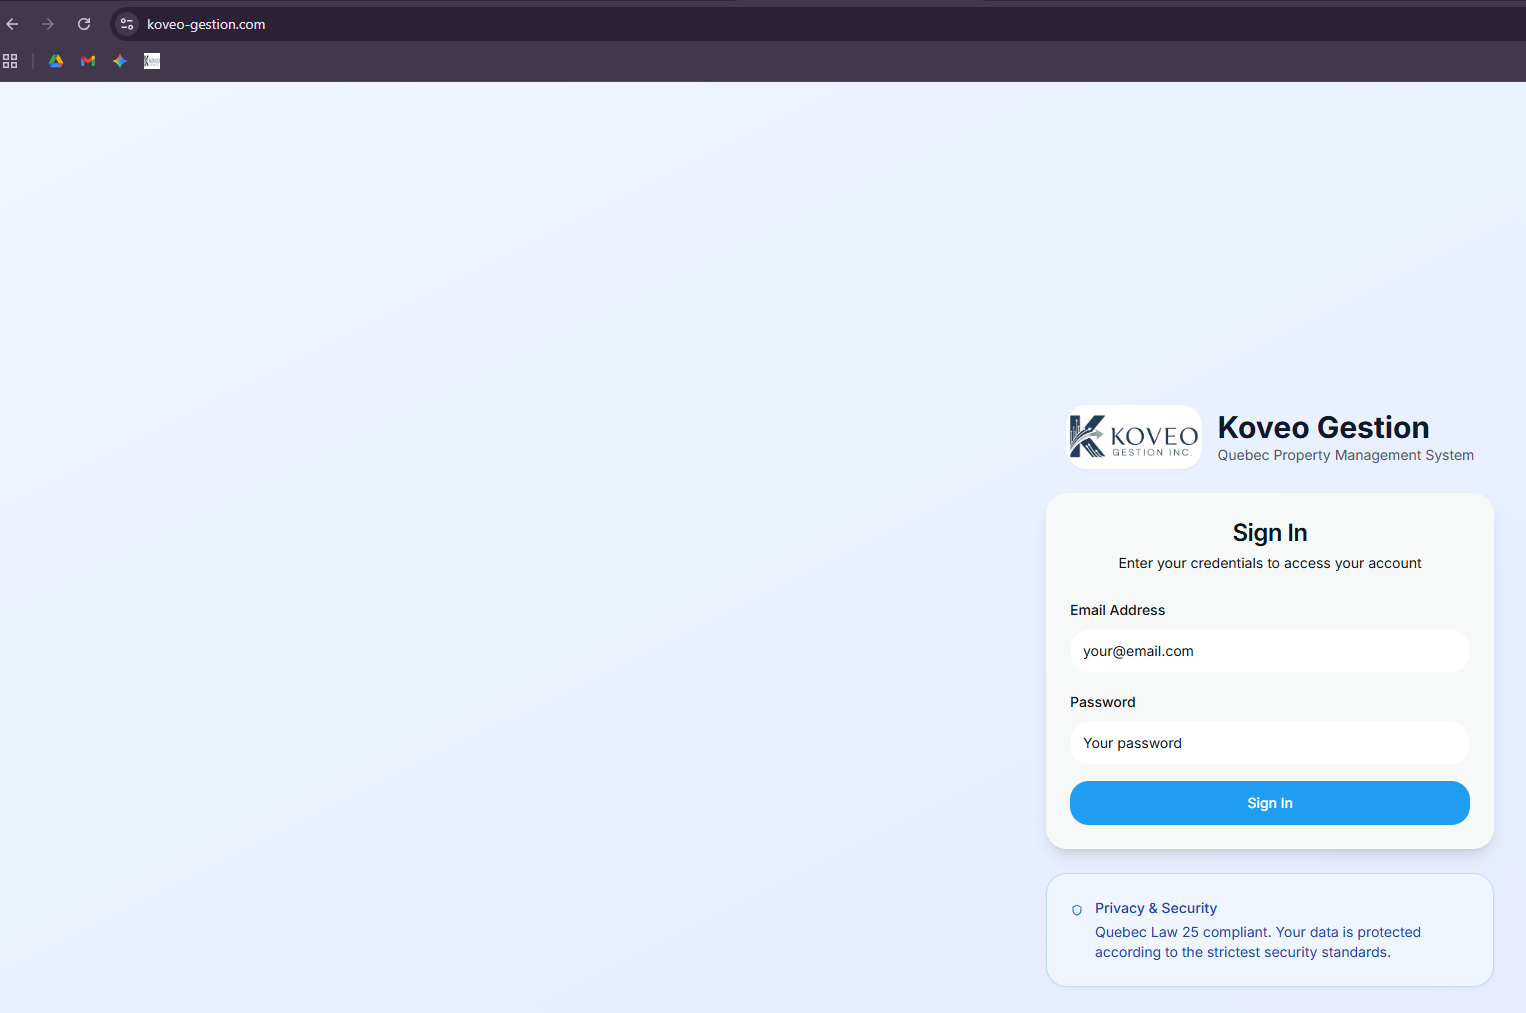 koveo-gestion.com
KOVEO
GESTION INC.
Koveo Gestion
Quebec Property Management System
Sign In
Enter your credentials to access your account
Email Address
your@email.com
Password
Your password
Sign In
Privacy & Security
Quebec Law 25 compliant. Your data is protected
according to the strictest security standards.